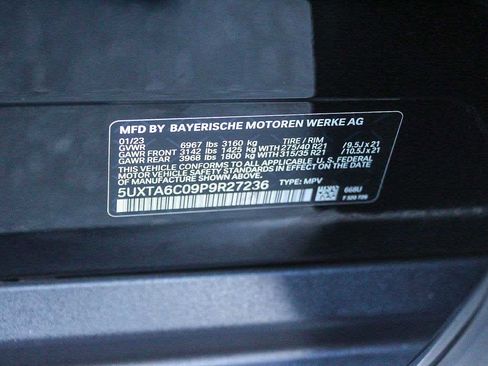 MFD BY BAYERISCHE MOTOREN WERKE AG
01/23 TIRE / RIM
GVWR 6967 lbs 3160 kg
GAWR FRONT 3142 lbs 1425 kg WITH 275/40 R21 / 9.5J x 21
GAWR REAR 3968 lbs 1800 kg WITH 315/35 R21 / 10.5J x 21
THIS VEHICLE CONFORMS TO ALL APPLICABLE U.S. FEDERAL
MOTOR VEHICLE SAFETY STANDARDS IN EFFECT ON
THE DATE OF MANUFACTURE SHOWN ABOVE.
5UXTA6C09P9R27236 TYPE: MPV
668U